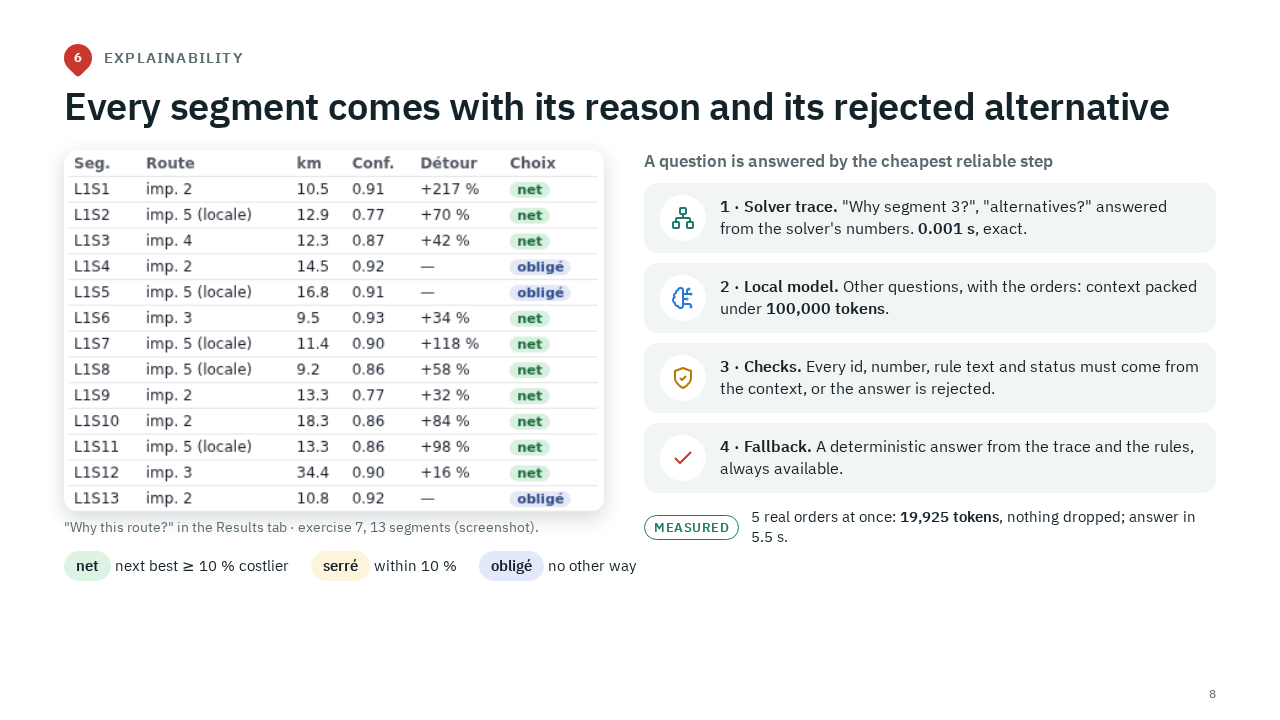 6 EXPLAINABILITY
Every segment comes with its reason and its rejected alternative
Seg. Route km Conf. Détour Choix
L1S1 imp. 2 10.5 0.91 +217 % net
L1S2 imp. 5 (locale) 12.9 0.77 +70 % net
L1S3 imp. 4 12.3 0.87 +42 % net
L1S4 imp. 2 14.5 0.92 — obligé
L1S5 imp. 5 (locale) 16.8 0.91 — obligé
L1S6 imp. 3 9.5 0.93 +34 % net
L1S7 imp. 5 (locale) 11.4 0.90 +118 % net
L1S8 imp. 5 (locale) 9.2 0.86 +58 % net
L1S9 imp. 2 13.3 0.77 +32 % net
L1S10 imp. 2 18.3 0.86 +84 % net
L1S11 imp. 5 (locale) 13.3 0.86 +98 % net
L1S12 imp. 3 34.4 0.90 +16 % net
L1S13 imp. 2 10.8 0.92 — obligé
"Why this route?" in the Results tab · exercise 7, 13 segments (screenshot).
net next best ≥ 10 % costlier serré within 10 % obligé no other way
A question is answered by the cheapest reliable step
1 · Solver trace. "Why segment 3?", "alternatives?" answered
from the solver's numbers. 0.001 s, exact.
2 · Local model. Other questions, with the orders: context packed
under 100,000 tokens.
3 · Checks. Every id, number, rule text and status must come from
the context, or the answer is rejected.
4 · Fallback. A deterministic answer from the trace and the rules,
always available.
MEASURED 5 real orders at once: 19,925 tokens, nothing dropped; answer in
5.5 s.
8